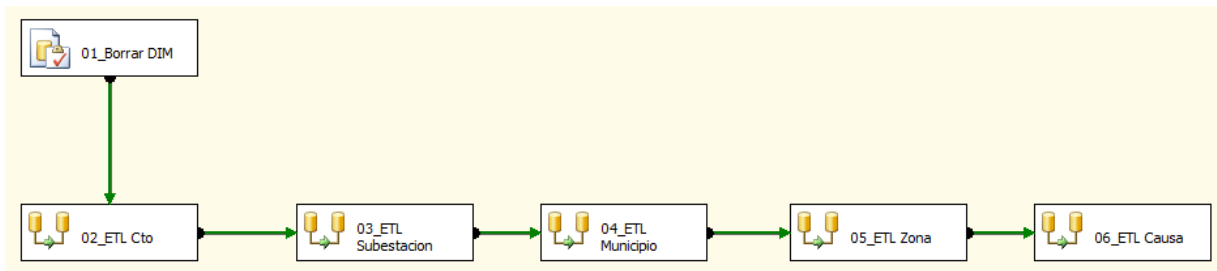 01_Borrar DIM
02_ETL Cto
03_ETL
Subestacion
04_ETL
Municipio
05_ETL Zona
06_ETL Causa